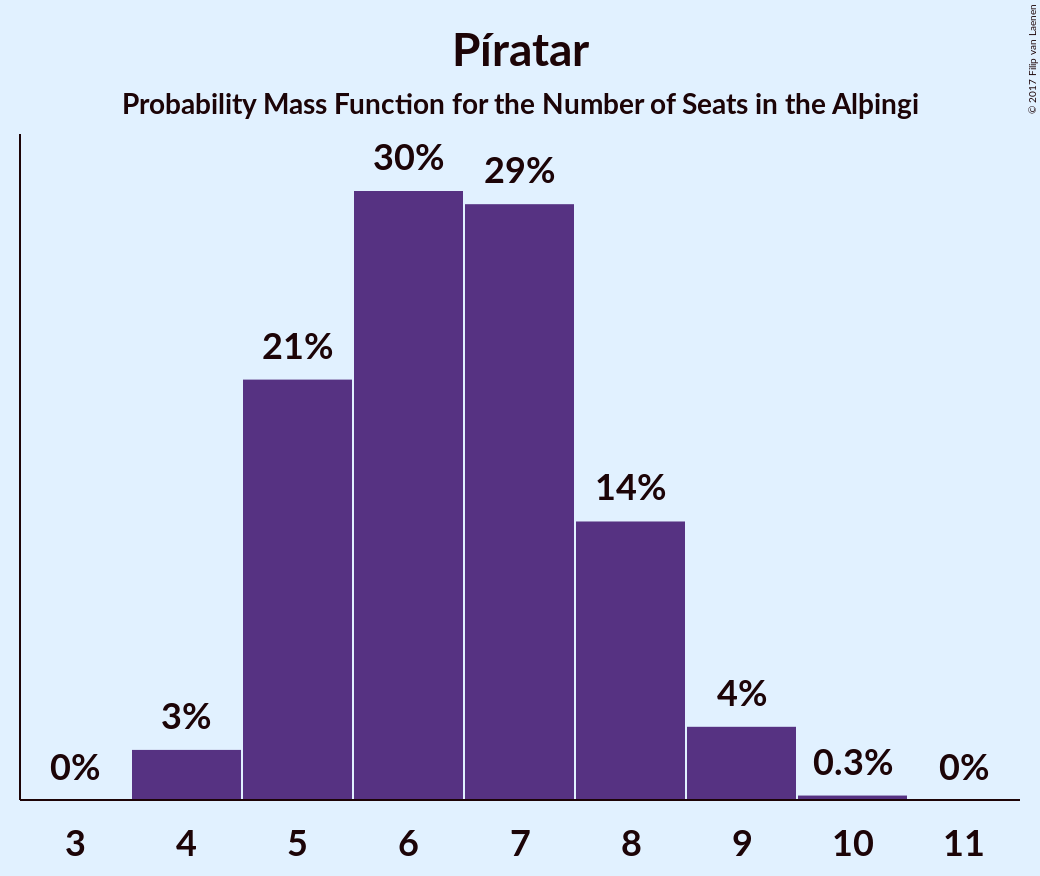 Píratar
Probability Mass Function for the Number of Seats in the Alþingi
© 2017 Filip van Laenen
0% 3% 21% 30% 29% 14% 4% 0.3% 0%
3 4 5 6 7 8 9 10 11